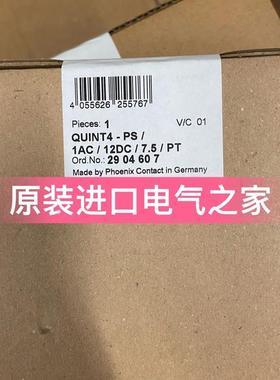 4 055626 255767
Pieces: 1 V/C 01
QUINT4 - PS /
1AC / 12DC / 7.5 / PT
Ord.No.: 29 04 60 7
Made by Phoenix Contact in Germany
原装进口电气之家